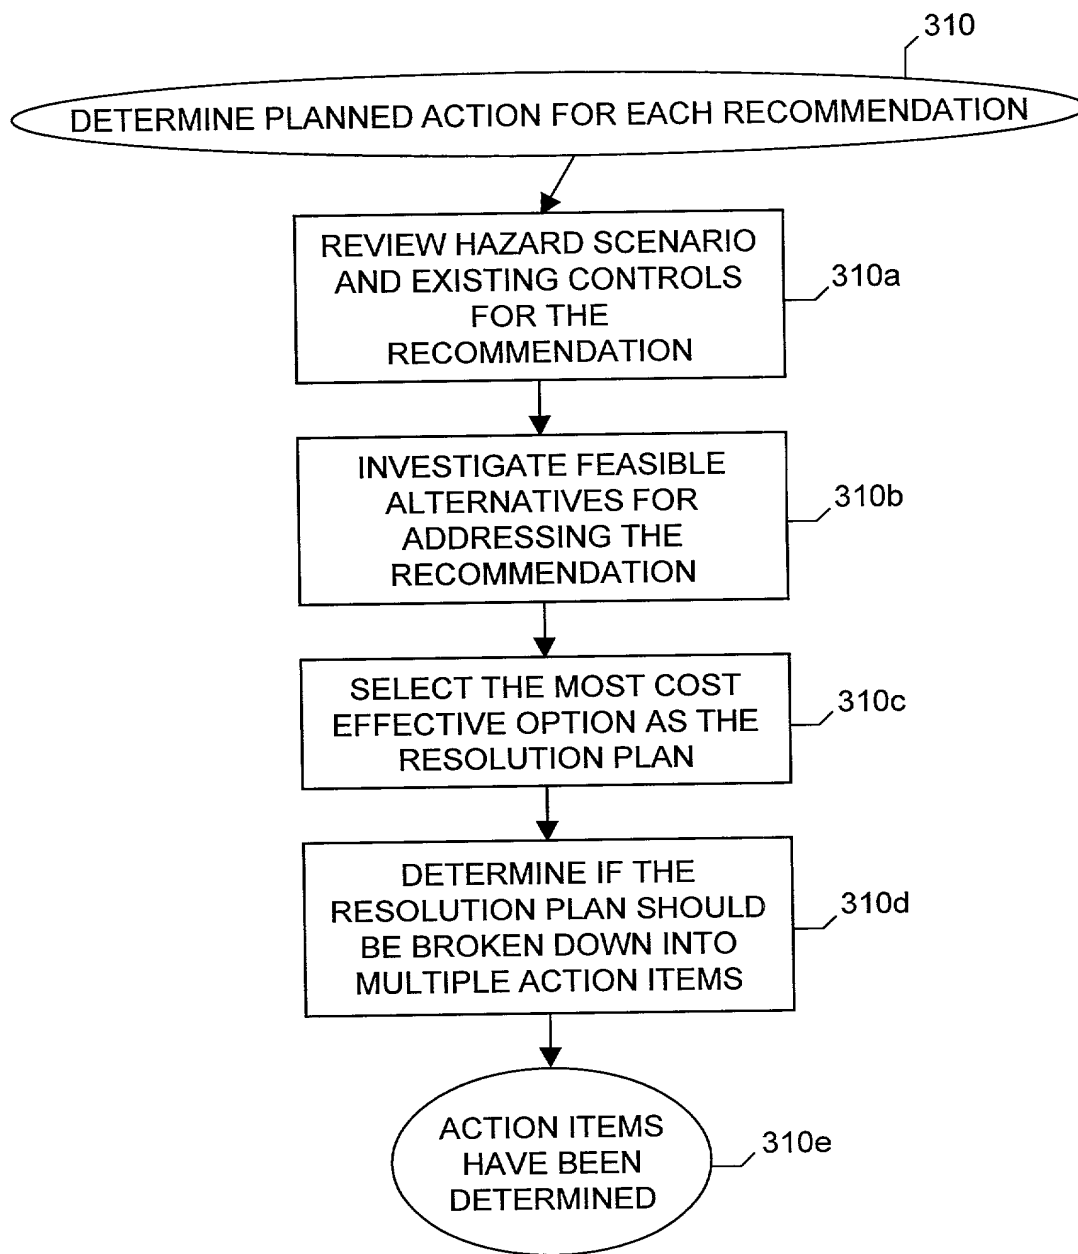 310
DETERMINE PLANNED ACTION FOR EACH RECOMMENDATION
REVIEW HAZARD SCENARIO
AND EXISTING CONTROLS
FOR THE
RECOMMENDATION
310a
INVESTIGATE FEASIBLE
ALTERNATIVES FOR
ADDRESSING THE
RECOMMENDATION
310b
SELECT THE MOST COST
EFFECTIVE OPTION AS THE
RESOLUTION PLAN
310c
DETERMINE IF THE
RESOLUTION PLAN SHOULD
BE BROKEN DOWN INTO
MULTIPLE ACTION ITEMS
310d
ACTION ITEMS
HAVE BEEN
DETERMINED
310e